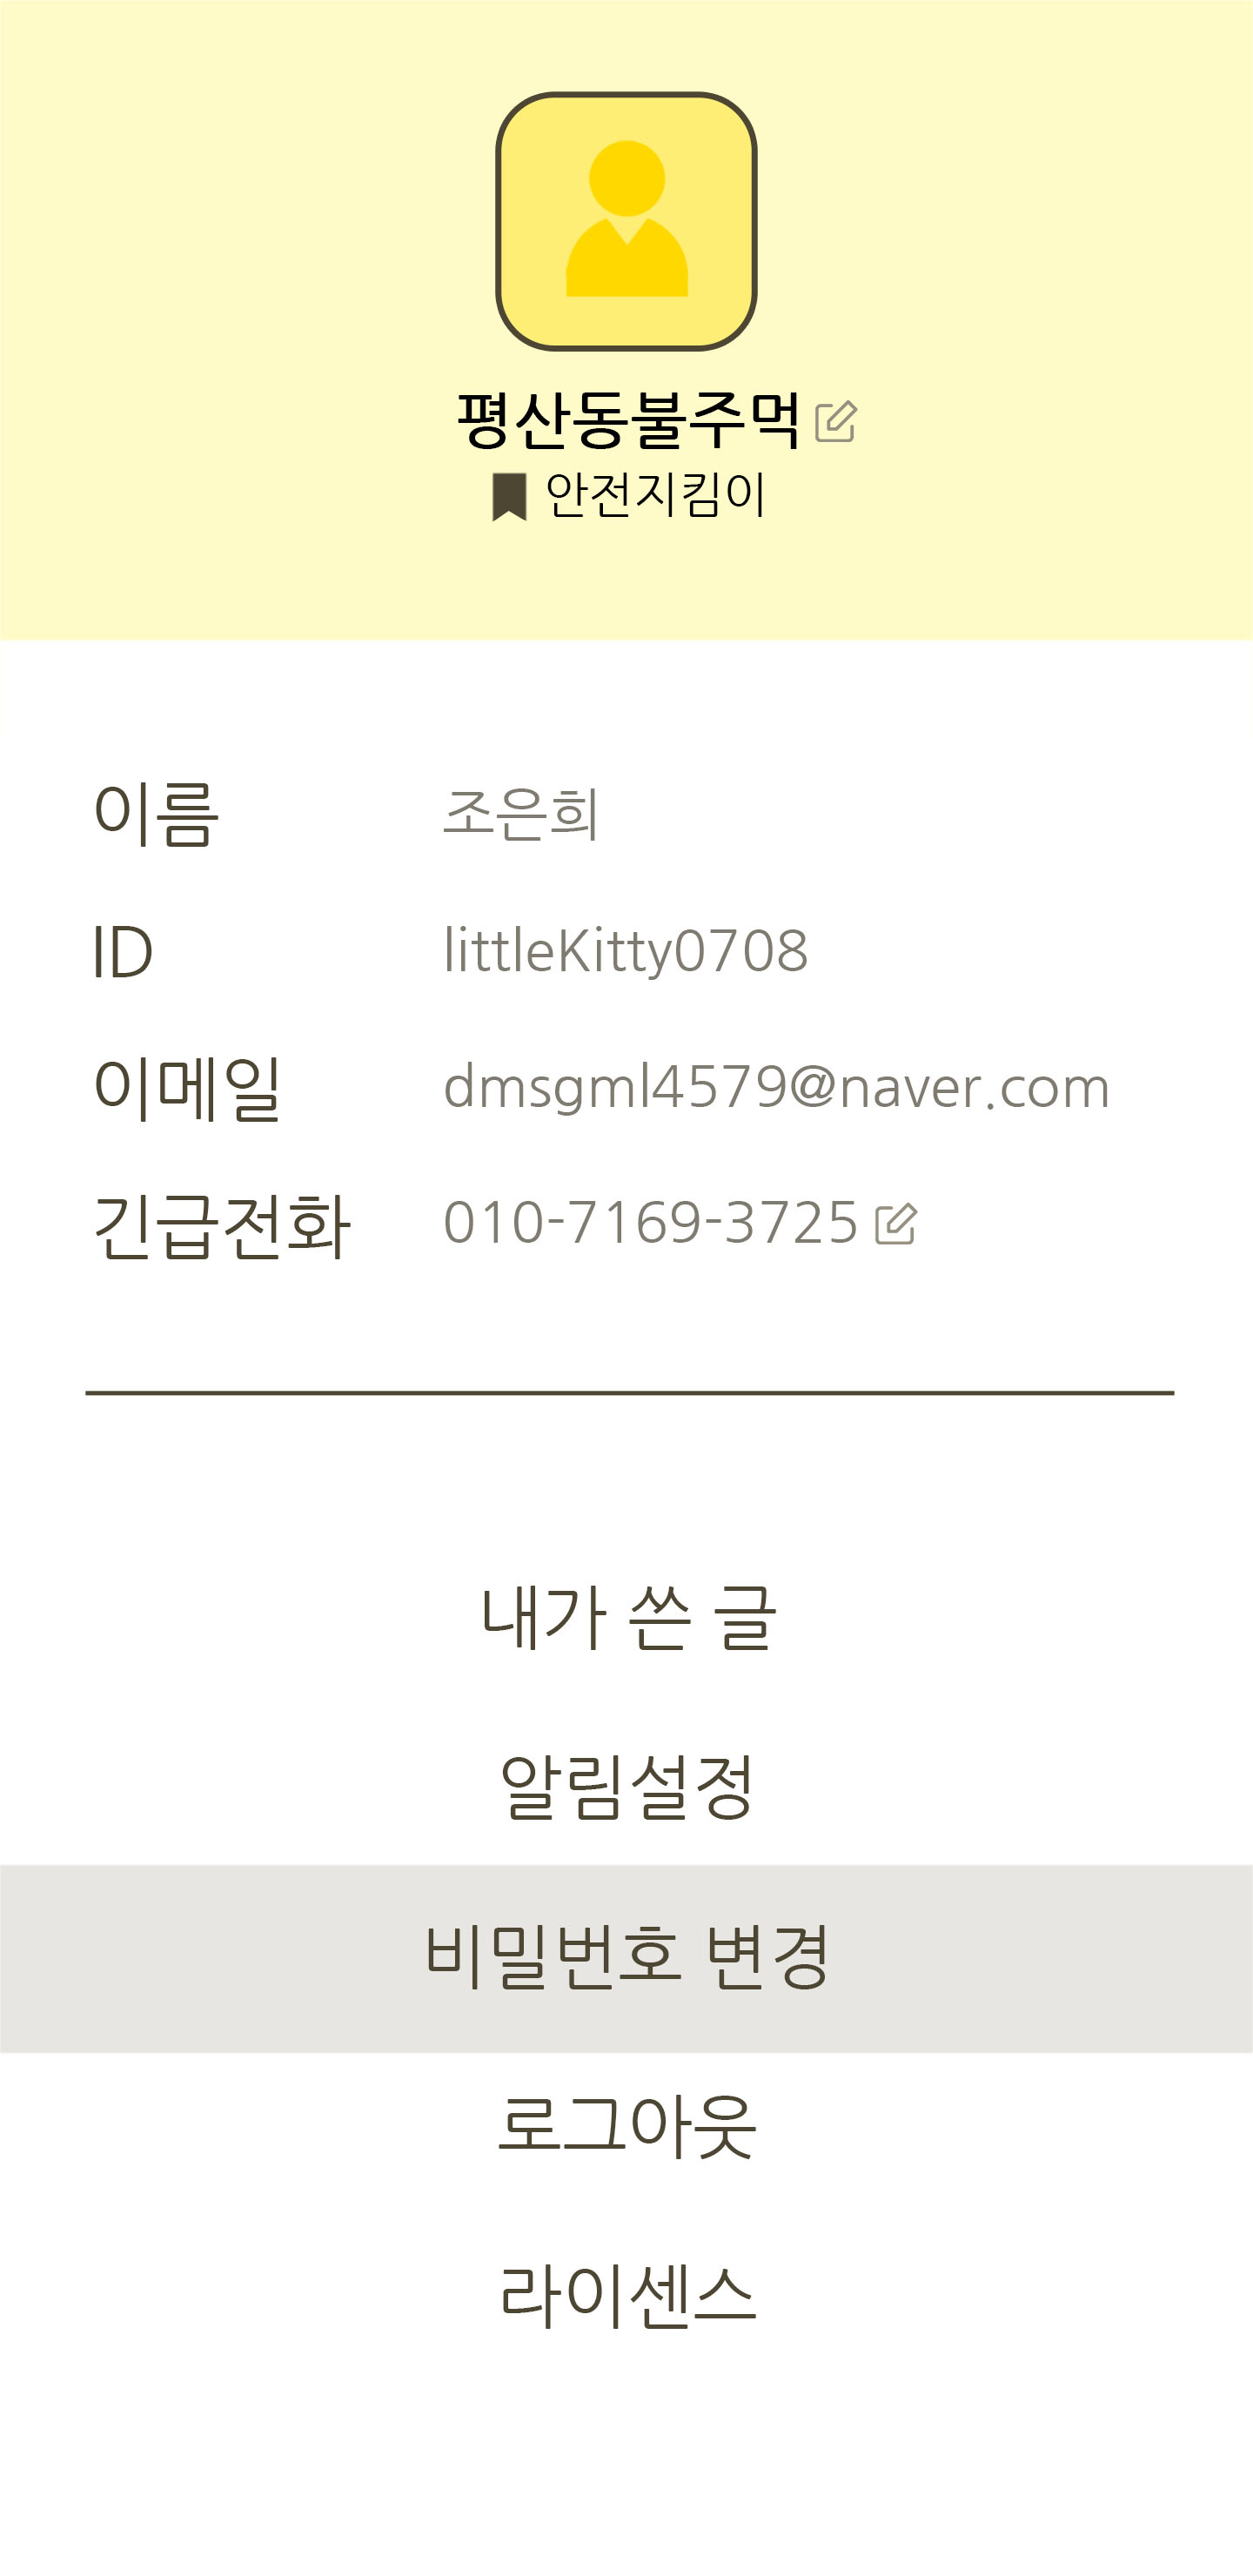 평산동불주먹
안전지킴이
이름 조은희
ID littleKitty0708
이메일 dmsgml4579@naver.com
긴급전화 010-7169-3725
내가 쓴 글
알림설정
비밀번호 변경
로그아웃
라이센스